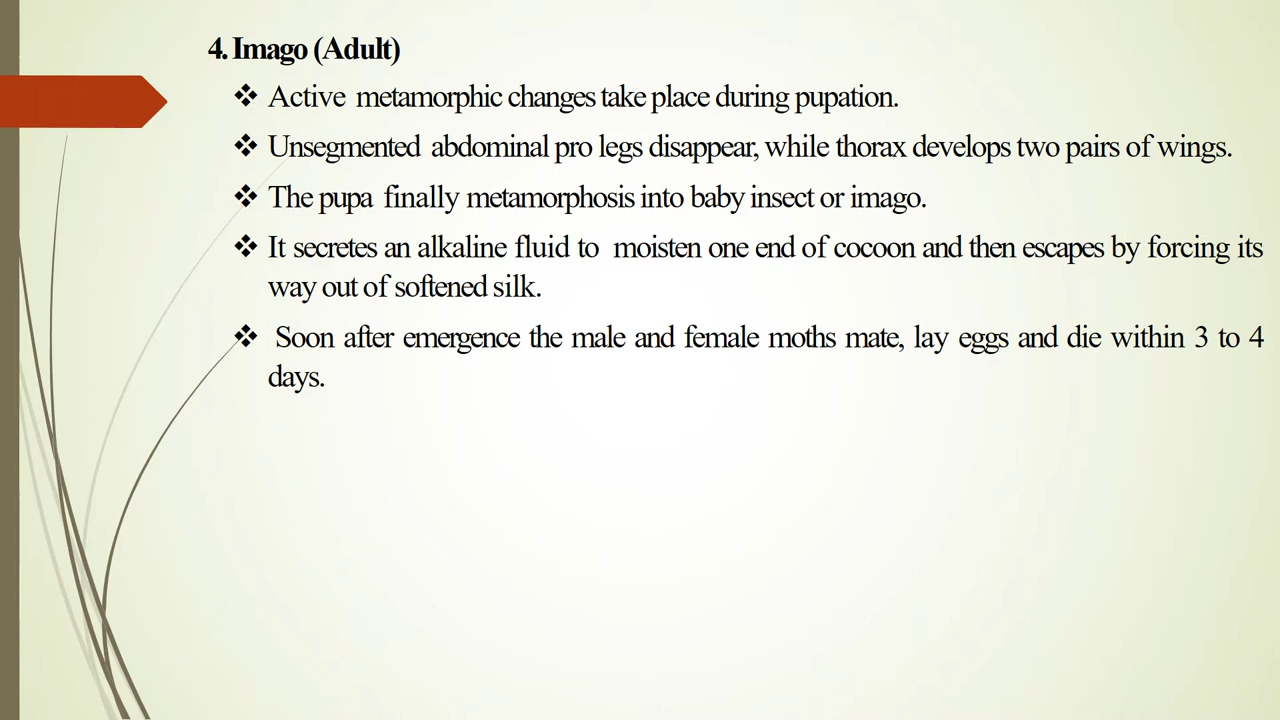 4. Imago (Adult)
❖ Active metamorphic changes take place during pupation.
❖ Unsegmented abdominal pro legs disappear, while thorax develops two pairs of wings.
❖ The pupa finally metamorphosis into baby insect or imago.
❖ It secretes an alkaline fluid to moisten one end of cocoon and then escapes by forcing its
way out of softened silk.
❖ Soon after emergence the male and female moths mate, lay eggs and die within 3 to 4
days.